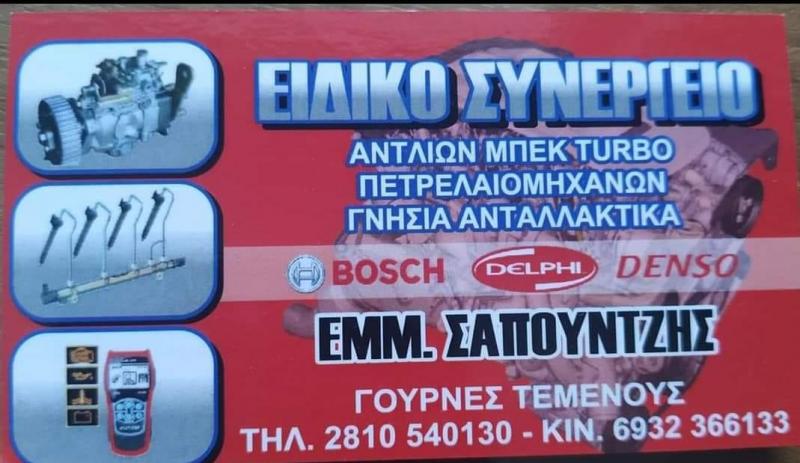 ΕΙΔΙΚΟ ΣΥΝΕΡΓΕΙΟ
ΑΝΤΛΙΩΝ ΜΠΕΚ TURBO
ΠΕΤΡΕΛΑΙΟΜΗΧΑΝΩΝ
ΓΝΗΣΙΑ ΑΝΤΑΛΛΑΚΤΙΚΑ
BOSCH DELPHI DENSO
ΕΜΜ. ΣΑΠΟΥΝΤΖΗΣ
ΓΟΥΡΝΕΣ ΤΕΜΕΝΟΥΣ
ΤΗΛ. 2810 540130 - ΚΙΝ. 6932 366133